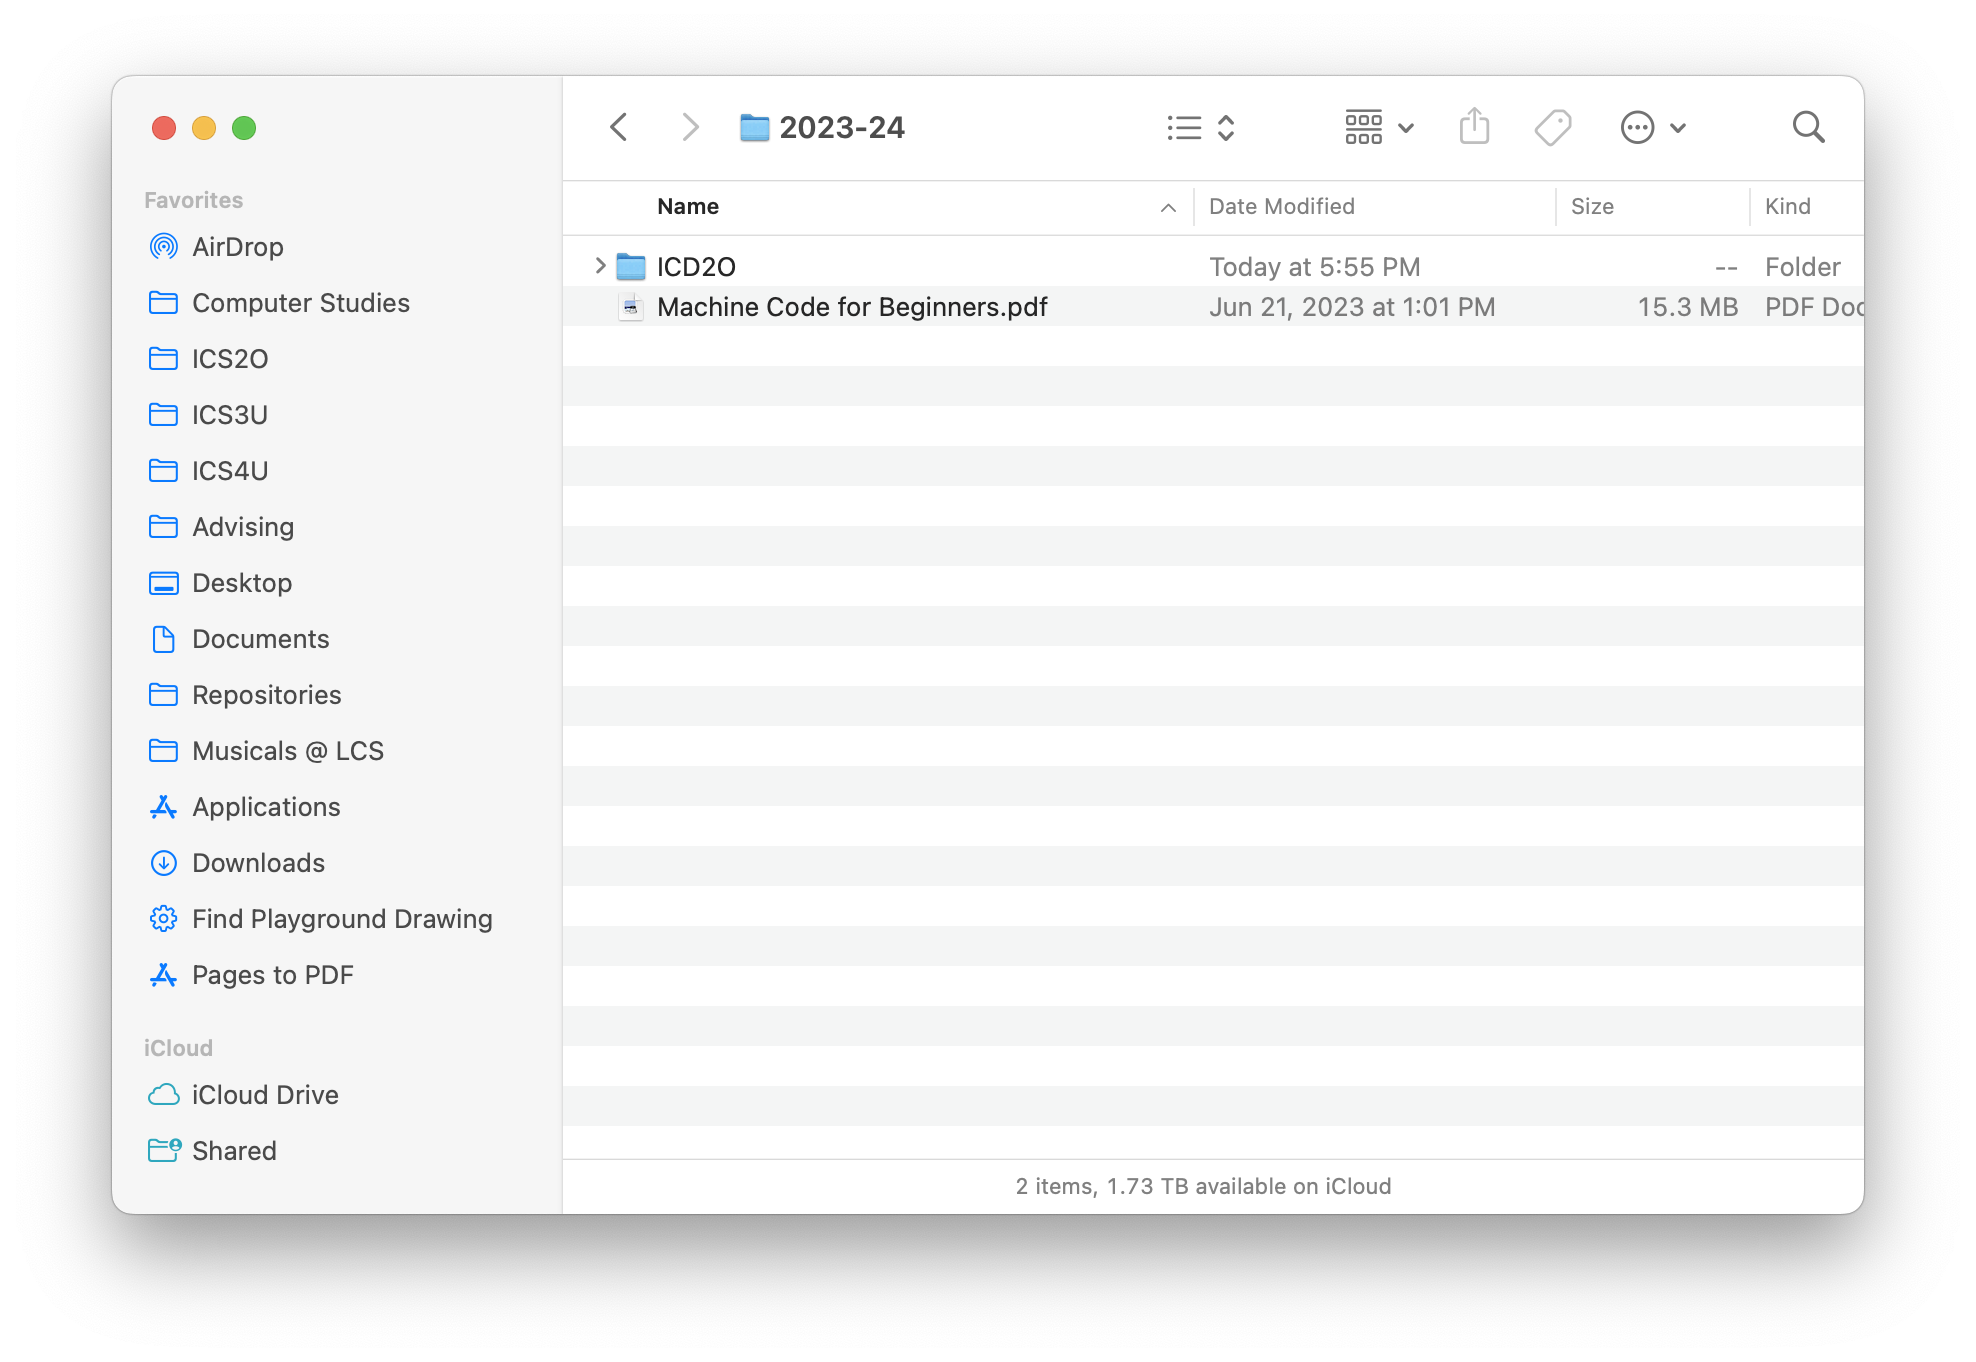 2023-24
Favorites
AirDrop
Computer Studies
ICS2O
ICS3U
ICS4U
Advising
Desktop
Documents
Repositories
Musicals @ LCS
Applications
Downloads
Find Playground Drawing
Pages to PDF
iCloud
iCloud Drive
Shared
Name Date Modified Size Kind
ICD2O Today at 5:55 PM -- Folder
Machine Code for Beginners.pdf Jun 21, 2023 at 1:01 PM 15.3 MB PDF Doc
2 items, 1.73 TB available on iCloud